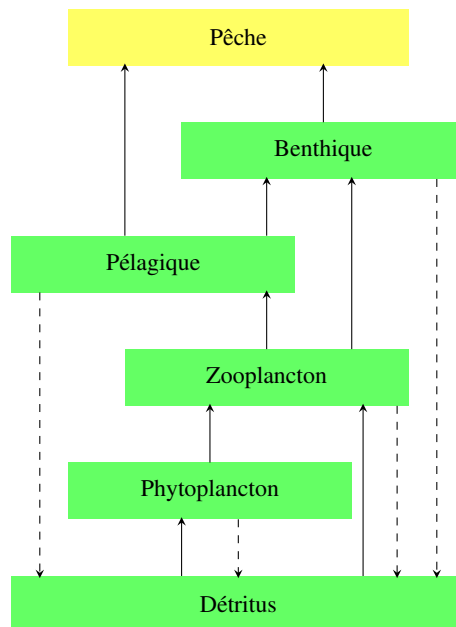 Pêche
Benthique
Pélagique
Zooplancton
Phytoplancton
Détritus